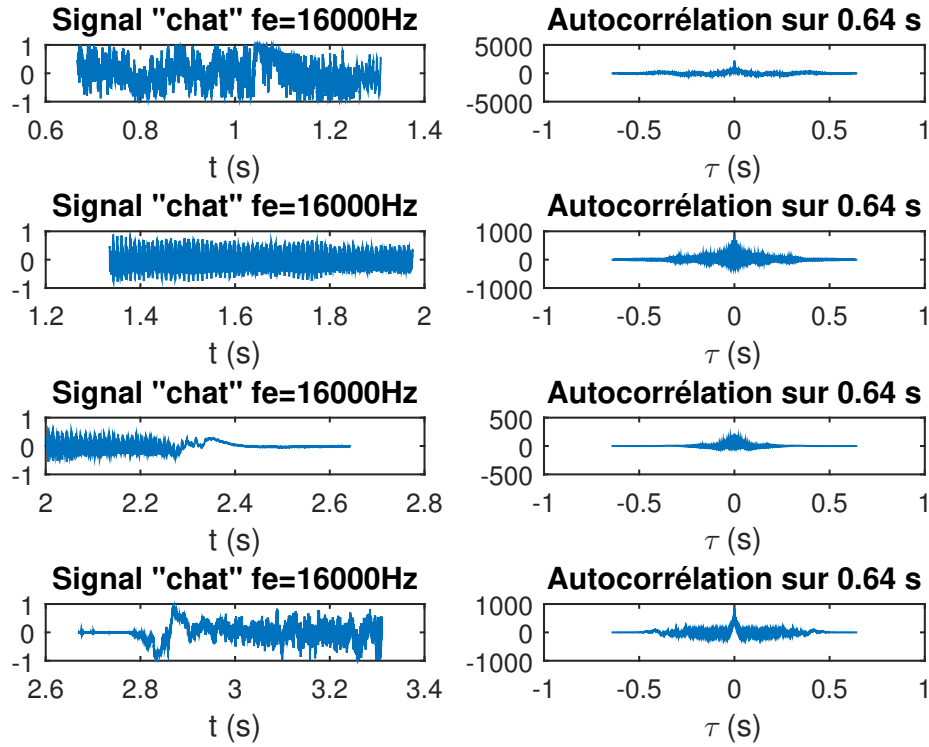 Signal "chat" fe=16000Hz
1
0
-1
0.6 0.8 1 1.2 1.4
t (s)
Autocorrélation sur 0.64 s
5000
0
-5000
-1 -0.5 0 0.5 1
τ (s)
Signal "chat" fe=16000Hz
1
0
-1
1.2 1.4 1.6 1.8 2
t (s)
Autocorrélation sur 0.64 s
1000
0
-1000
-1 -0.5 0 0.5 1
τ (s)
Signal "chat" fe=16000Hz
1
0
-1
2 2.2 2.4 2.6 2.8
t (s)
Autocorrélation sur 0.64 s
500
0
-500
-1 -0.5 0 0.5 1
τ (s)
Signal "chat" fe=16000Hz
1
0
-1
2.6 2.8 3 3.2 3.4
t (s)
Autocorrélation sur 0.64 s
1000
0
-1000
-1 -0.5 0 0.5 1
τ (s)